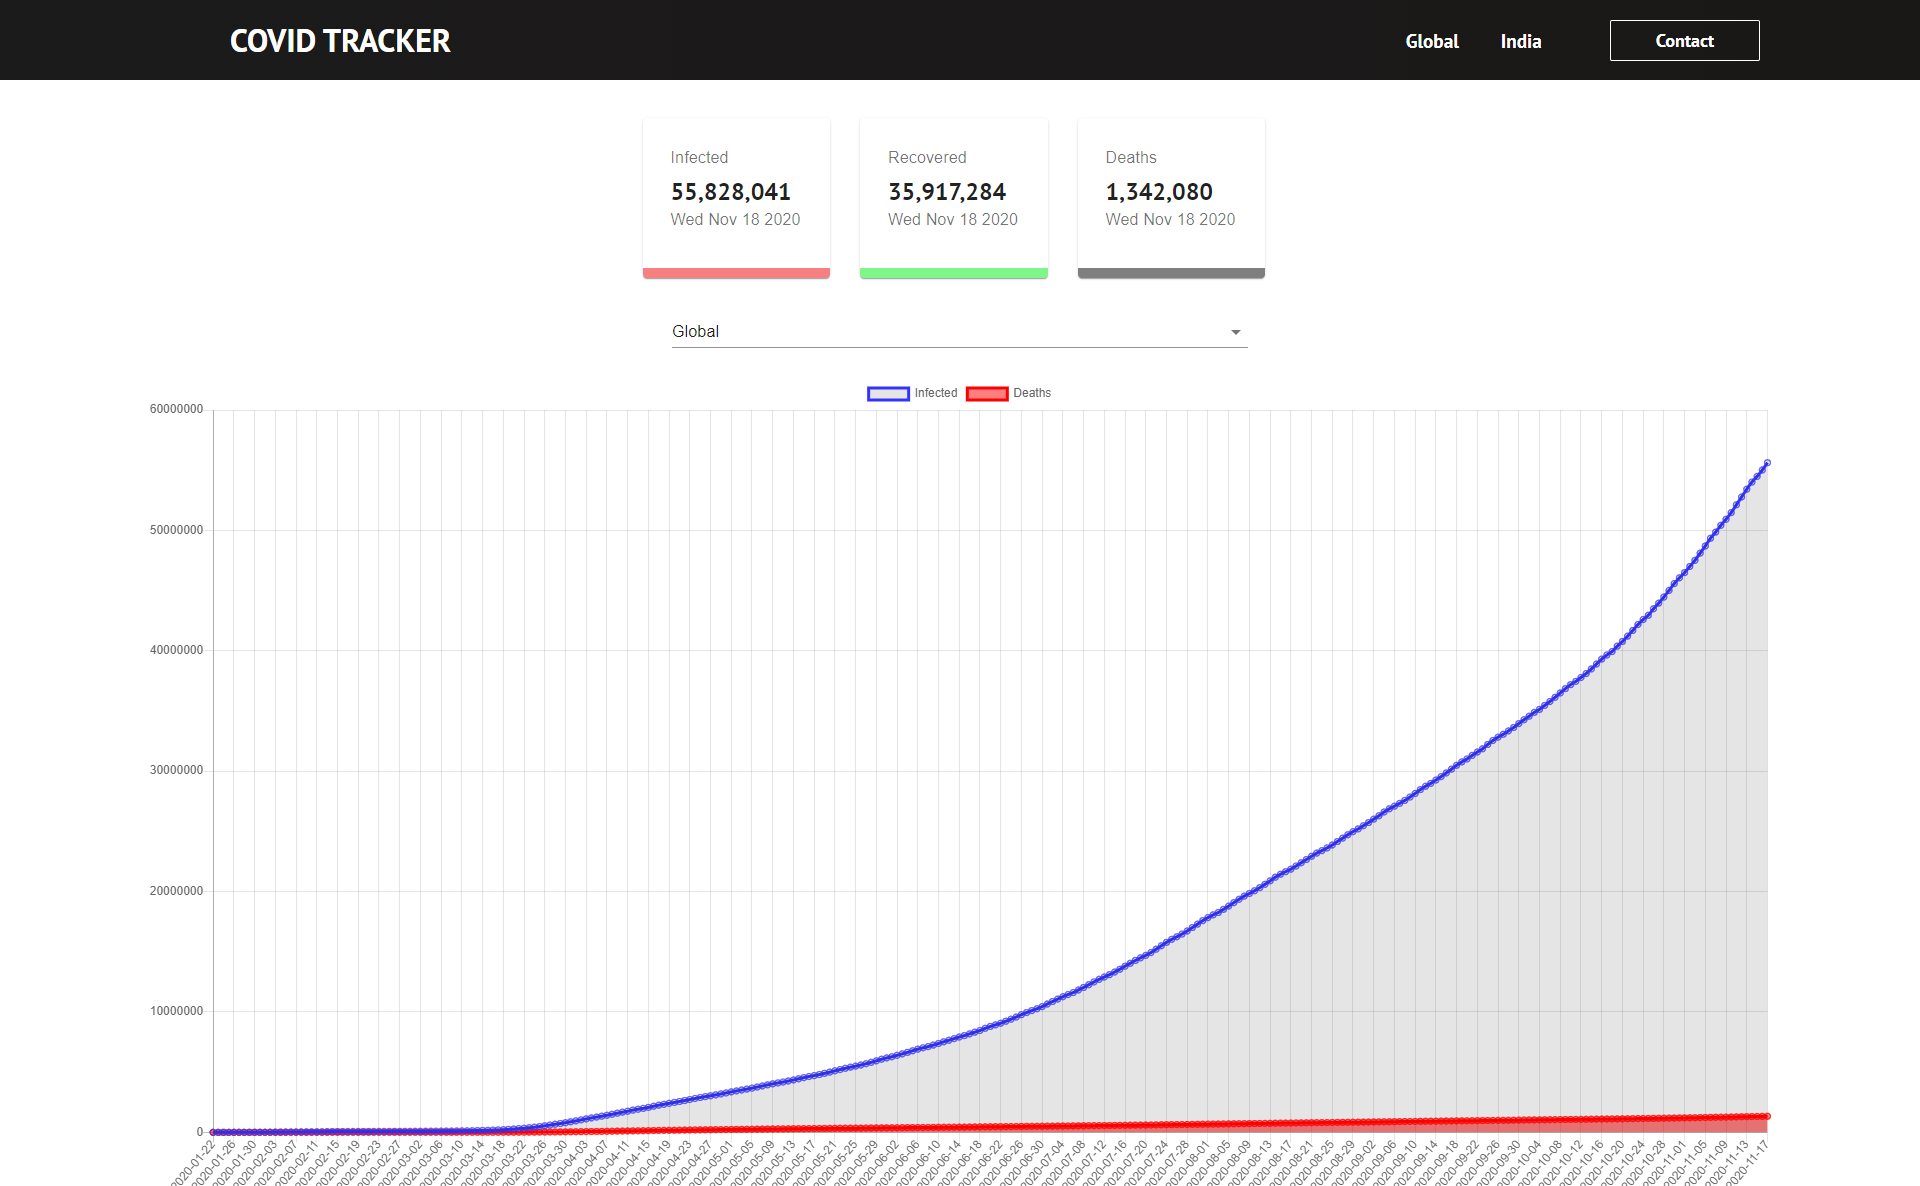 COVID TRACKER
Global India Contact
Infected Recovered Deaths
55,828,041 35,917,284 1,342,080
Wed Nov 18 2020 Wed Nov 18 2020 Wed Nov 18 2020
Global
Infected Deaths
60000000
50000000
40000000
30000000
20000000
10000000
0
2020-01-22 2020-01-26 2020-01-30 2020-02-03 2020-02-07 2020-02-11 2020-02-15 2020-02-19 2020-02-23 2020-02-27 2020-03-02 2020-03-06 2020-03-10 2020-03-14 2020-03-18 2020-03-22 2020-03-26 2020-03-30 2020-04-03 2020-04-07 2020-04-11 2020-04-15 2020-04-19 2020-04-23 2020-04-27 2020-05-01 2020-05-05 2020-05-09 2020-05-13 2020-05-17 2020-05-21 2020-05-25 2020-05-29 2020-06-02 2020-06-06 2020-06-10 2020-06-14 2020-06-18 2020-06-22 2020-06-26 2020-06-30 2020-07-04 2020-07-08 2020-07-12 2020-07-16 2020-07-20 2020-07-24 2020-07-28 2020-08-01 2020-08-05 2020-08-09 2020-08-13 2020-08-17 2020-08-21 2020-08-25 2020-08-29 2020-09-02 2020-09-06 2020-09-10 2020-09-14 2020-09-18 2020-09-22 2020-09-26 2020-09-30 2020-10-04 2020-10-08 2020-10-12 2020-10-16 2020-10-20 2020-10-24 2020-10-28 2020-11-01 2020-11-05 2020-11-09 2020-11-13 2020-11-17